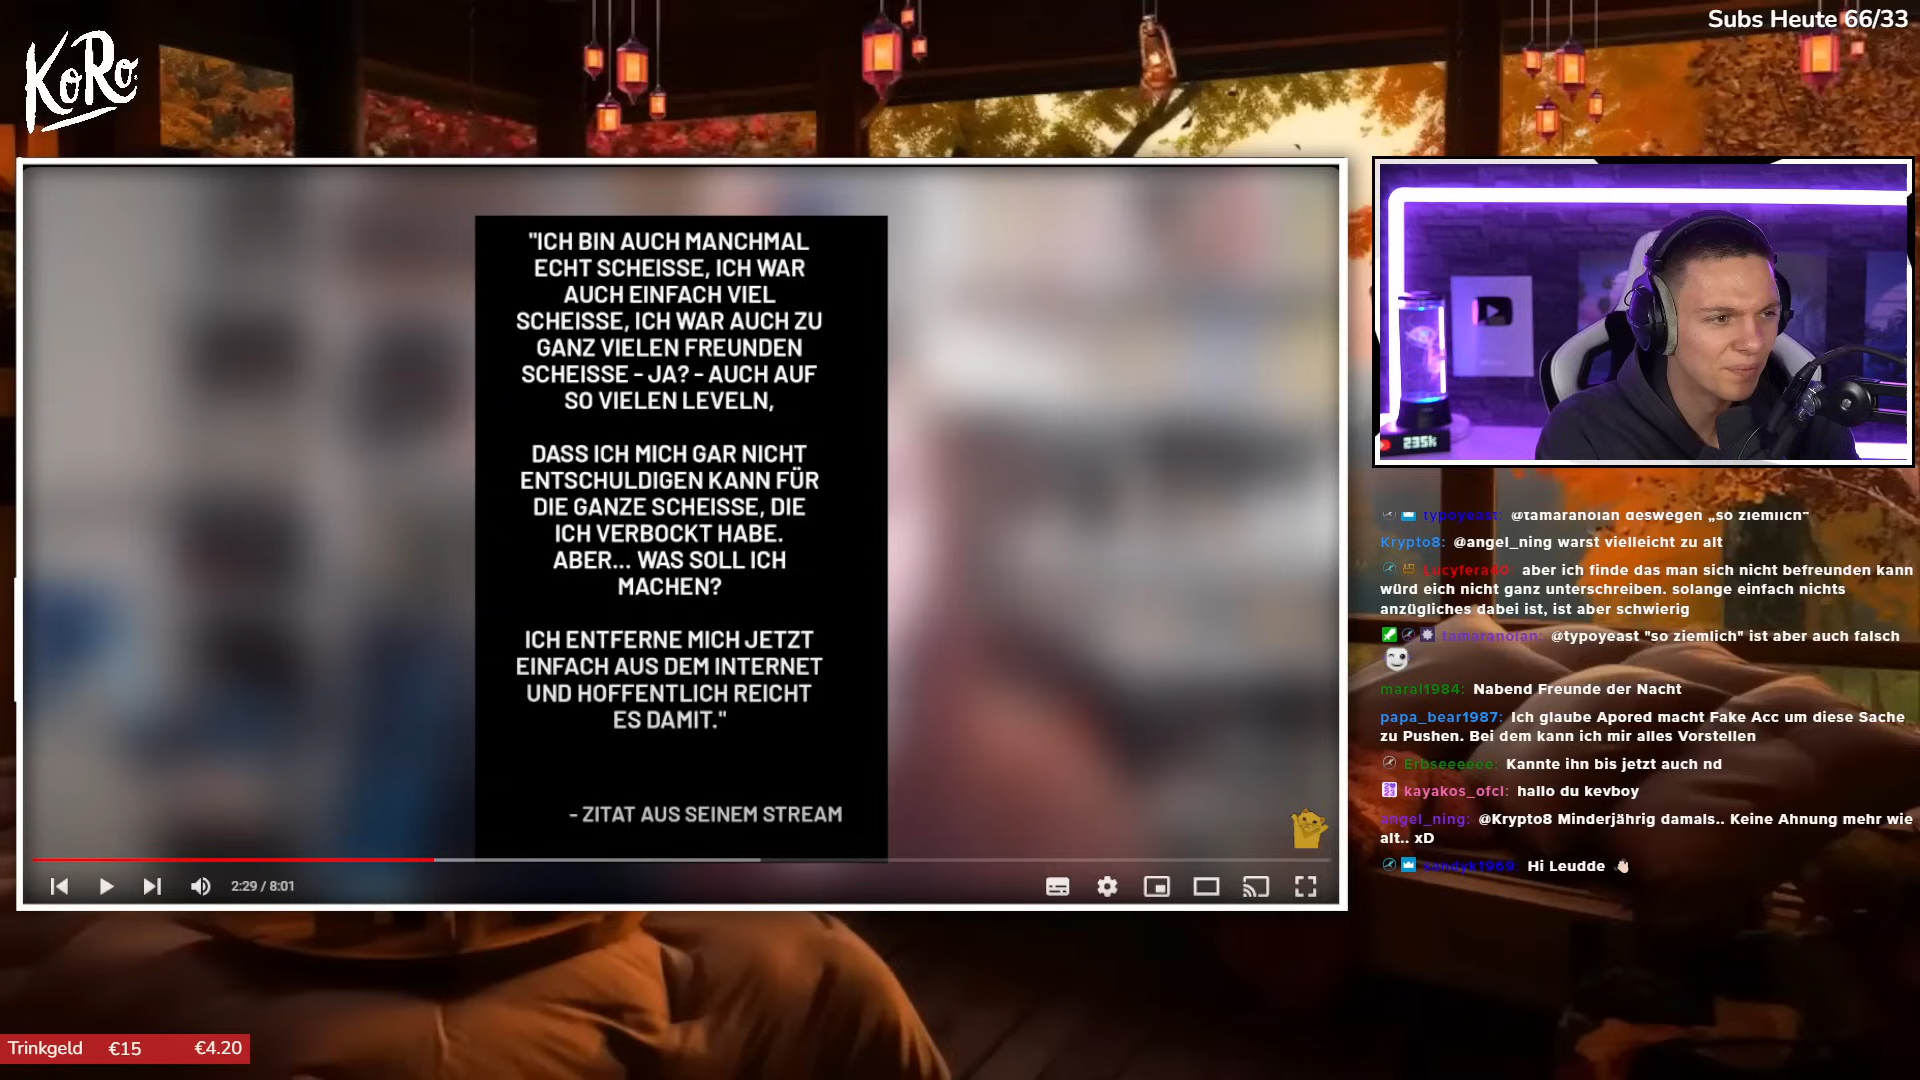 Subs Heute 66/33
KoRo
"ICH BIN AUCH MANCHMAL
ECHT SCHEISSE, ICH WAR
AUCH EINFACH VIEL
SCHEISSE, ICH WAR AUCH ZU
GANZ VIELEN FREUNDEN
SCHEISSE - JA? - AUCH AUF
SO VIELEN LEVELN,
DASS ICH MICH GAR NICHT
ENTSCHULDIGEN KANN FÜR
DIE GANZE SCHEISSE, DIE
ICH VERBOCKT HABE.
ABER... WAS SOLL ICH
MACHEN?
ICH ENTFERNE MICH JETZT
EINFACH AUS DEM INTERNET
UND HOFFENTLICH REICHT
ES DAMIT."
- ZITAT AUS SEINEM STREAM
2:29 / 8:01
235k
typoyeast: @tamaranolan deswegen „so ziemlich"
Krypto8: @angel_ning warst vielleicht zu alt
aber ich finde das man sich nicht befreunden kann
würd eich nicht ganz unterschreiben. solange einfach nichts
anzügliches dabei ist, ist aber schwierig
tamaranolan: @typoyeast "so ziemlich" ist aber auch falsch
maral1984: Nabend Freunde der Nacht
papa_bear1987: Ich glaube Apored macht Fake Acc um diese Sache
zu Pushen. Bei dem kann ich mir alles Vorstellen
Erbseeeeee: Kannte ihn bis jetzt auch nd
kayakos_ofcl: hallo du kevboy
angel_ning: @Krypto8 Minderjährig damals.. Keine Ahnung mehr wie
alt.. xD
Hi Leudde
Trinkgeld €15 €4.20